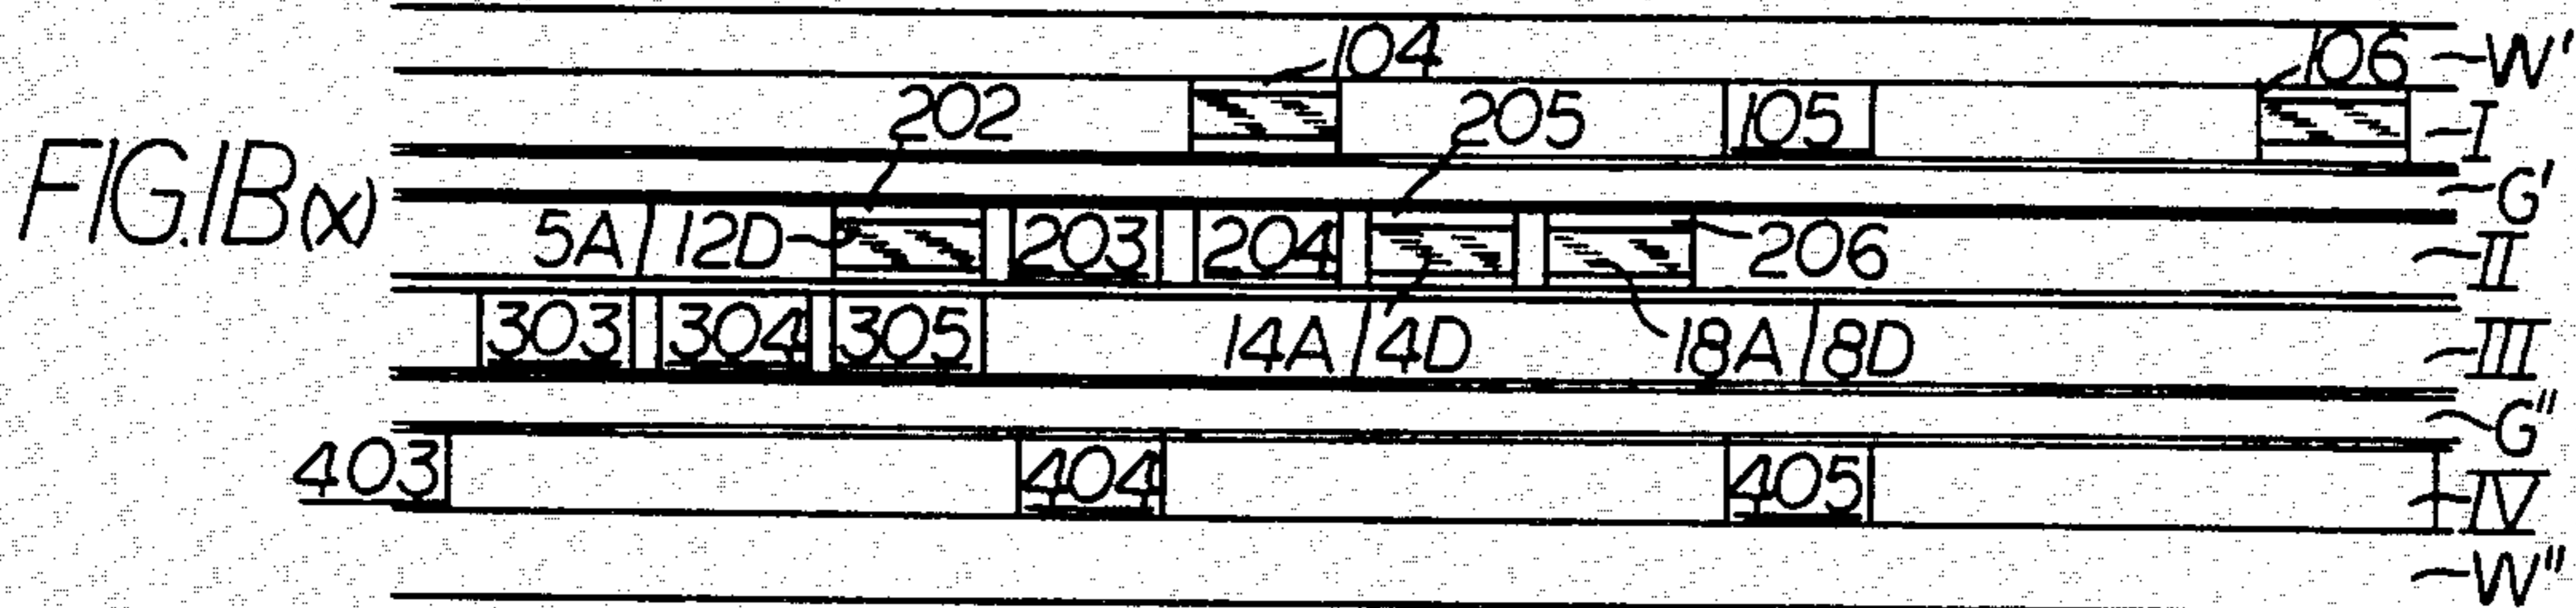 104 106 W'
202 205 105 I
FIG.1B(x) G'
5A/12D 203 204 206 II
303 304 305 14A/4D 18A/8D III
G"
403 404 405 IV
W"